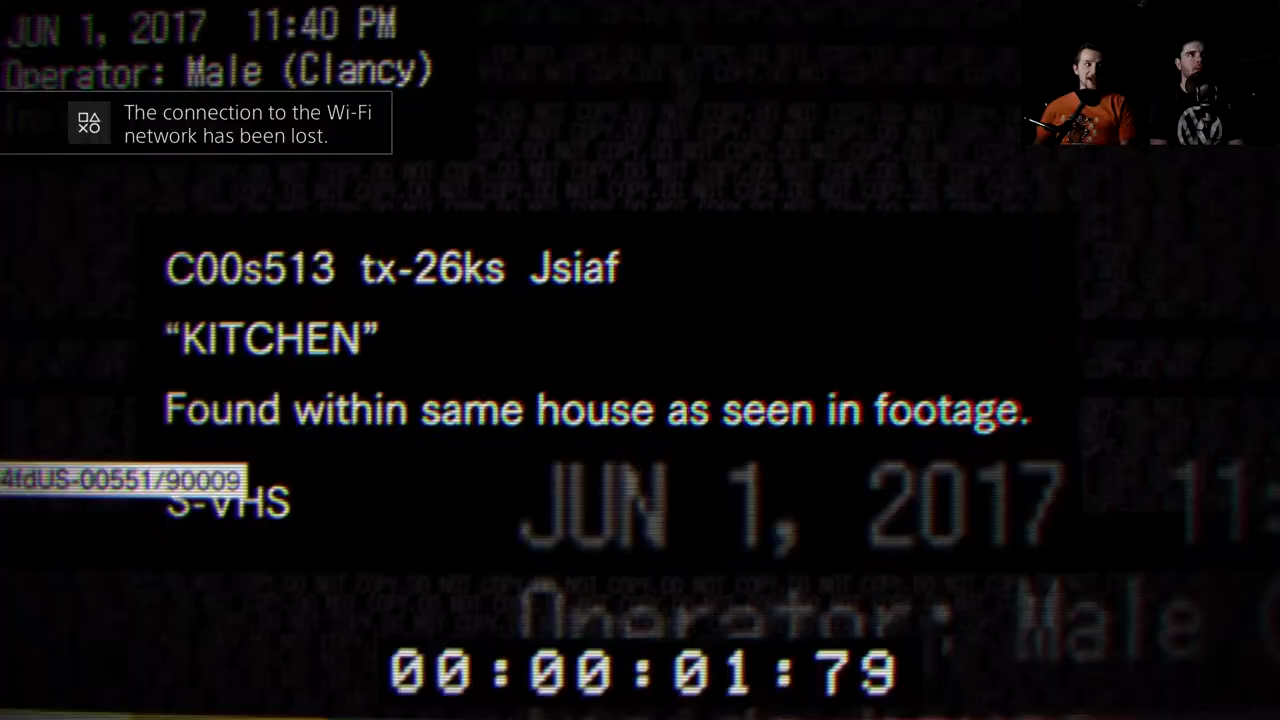 JUN 1, 2017 11:40 PM
Operator: Male (Clancy)
The connection to the Wi-Fi
network has been lost.
C00s513 tx-26ks Jsiaf
“KITCHEN”
Found within same house as seen in footage.
4fdUS-00551/90009
S-VHS
JUN 1, 2017 11:
Operator: Male (
00:00:01:79